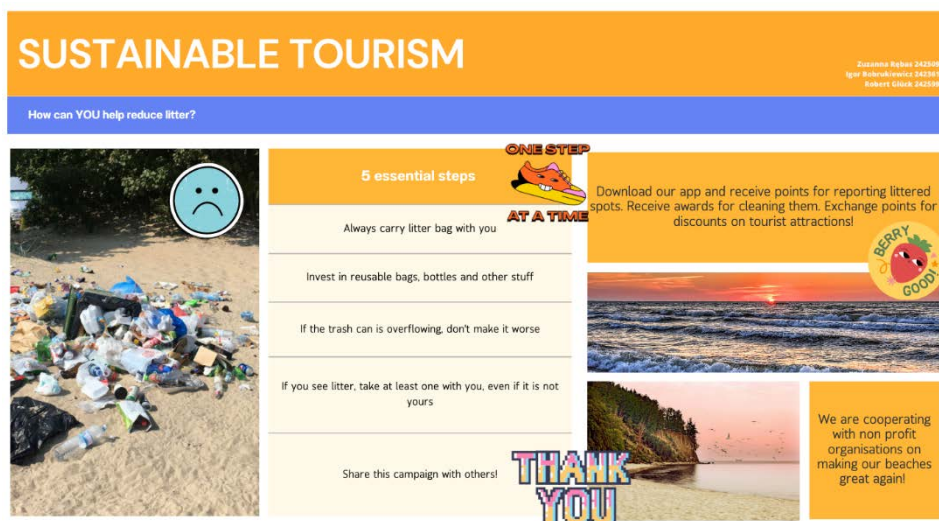 SUSTAINABLE TOURISM
Zuzanna Rębor 242509
Igor Bobrukiewicz 242361
Robert Glück 242599
How can YOU help reduce litter?
5 essential steps
ONE STEP
AT A TIME
Always carry litter bag with you
Invest in reusable bags, bottles and other stuff
If the trash can is overflowing, don't make it worse
If you see litter, take at least one with you, even if it is not
yours
Share this campaign with others!
THANK
YOU
Download our app and receive points for reporting littered
spots. Receive awards for cleaning them. Exchange points for
discounts on tourist attractions!
BERRY
GOOD!
We are cooperating
with non profit
organisations on
making our beaches
great again!